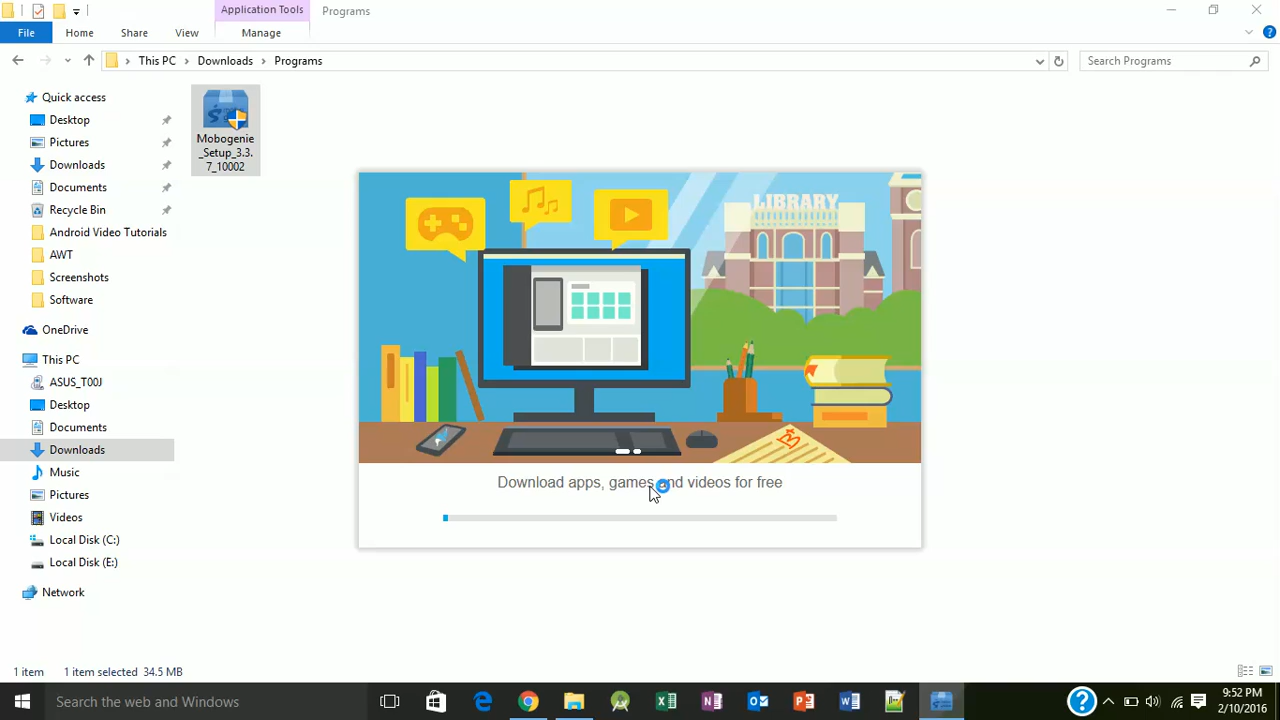 Application Tools
Programs
File
Home
Share
View
Manage
This PC
Downloads
Programs
Search Programs
Quick access
Desktop
Pictures
Downloads
Documents
Recycle Bin
Android Video Tutorials
AWT
Screenshots
Software
OneDrive
This PC
ASUS_T00J
Desktop
Documents
Downloads
Music
Pictures
Videos
Local Disk (C:)
Local Disk (E:)
Network
Mobogenie
_Setup_3.3.
7_10002
LIBRARY
Download apps, games and videos for free
1 item
1 item selected 34.5 MB
Search the web and Windows
9:52 PM
2/10/2016